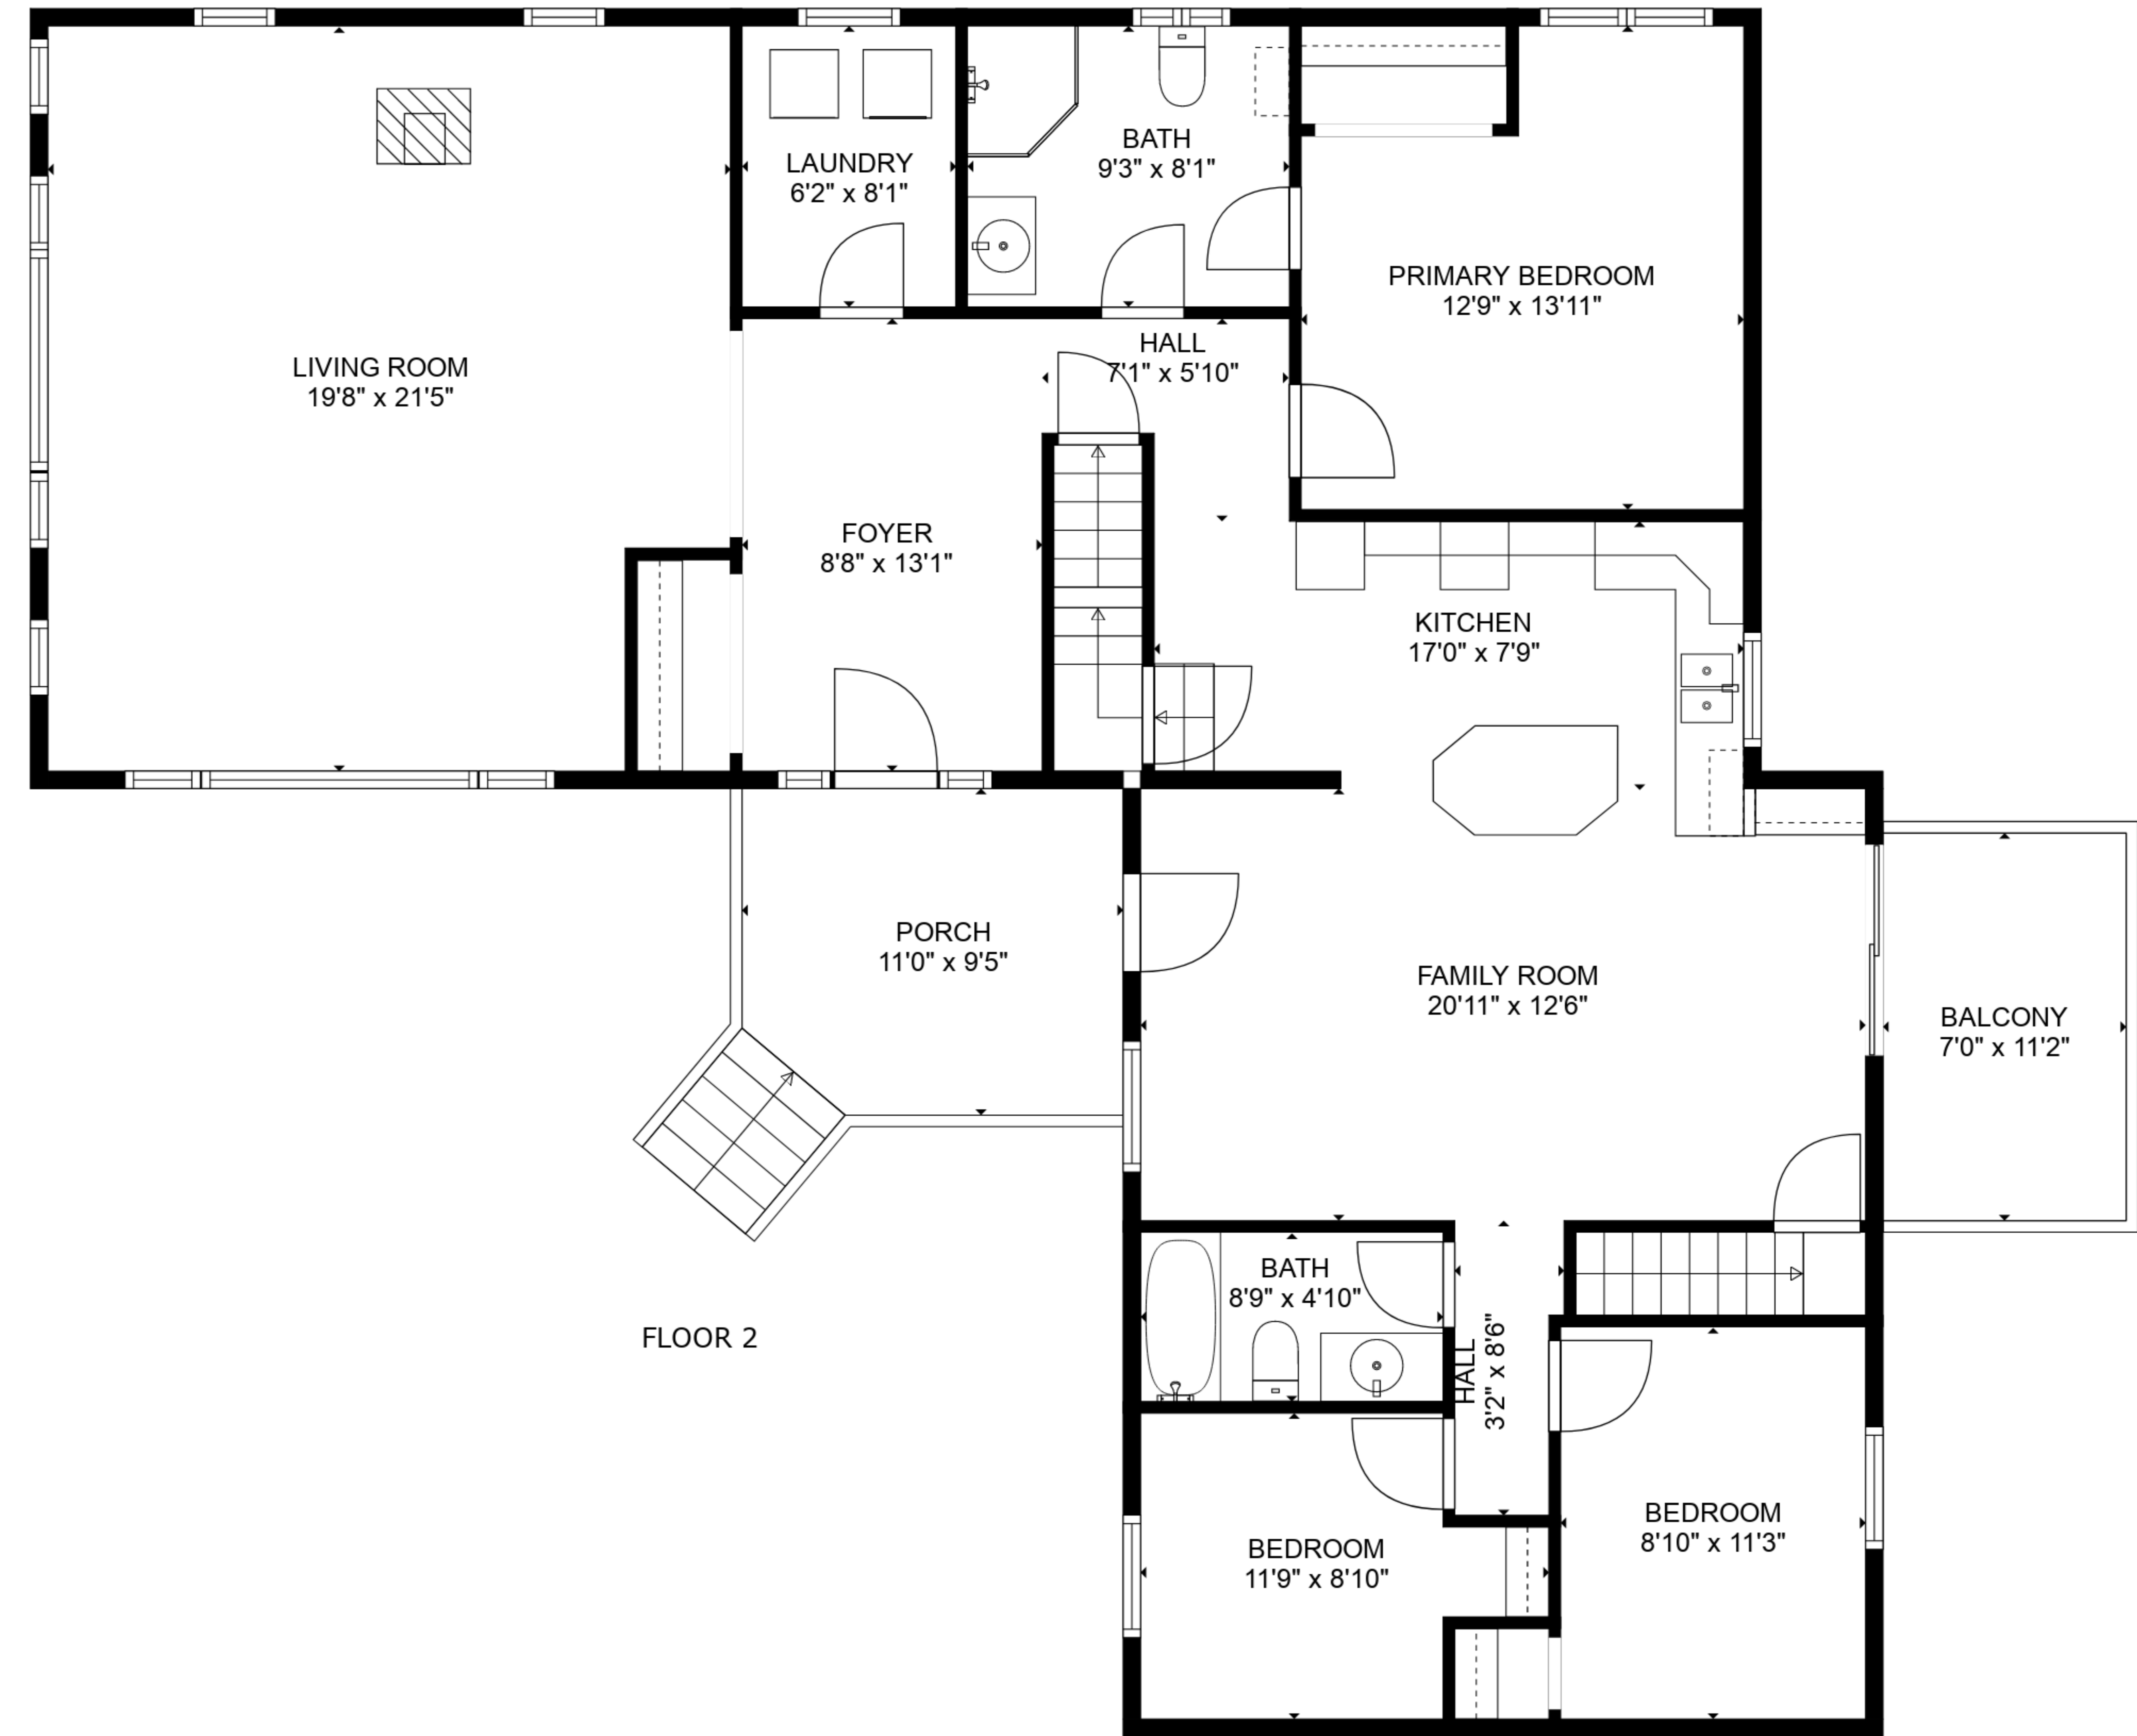 LAUNDRY
6'2" x 8'1"
BATH
9'3" x 8'1"
PRIMARY BEDROOM
12'9" x 13'11"
HALL
7'1" x 5'10"
LIVING ROOM
19'8" x 21'5"
FOYER
8'8" x 13'1"
KITCHEN
17'0" x 7'9"
PORCH
11'0" x 9'5"
FAMILY ROOM
20'11" x 12'6"
BALCONY
7'0" x 11'2"
BATH
8'9" x 4'10"
FLOOR 2
HALL
3'2" x 8'6"
BEDROOM
8'10" x 11'3"
BEDROOM
11'9" x 8'10"